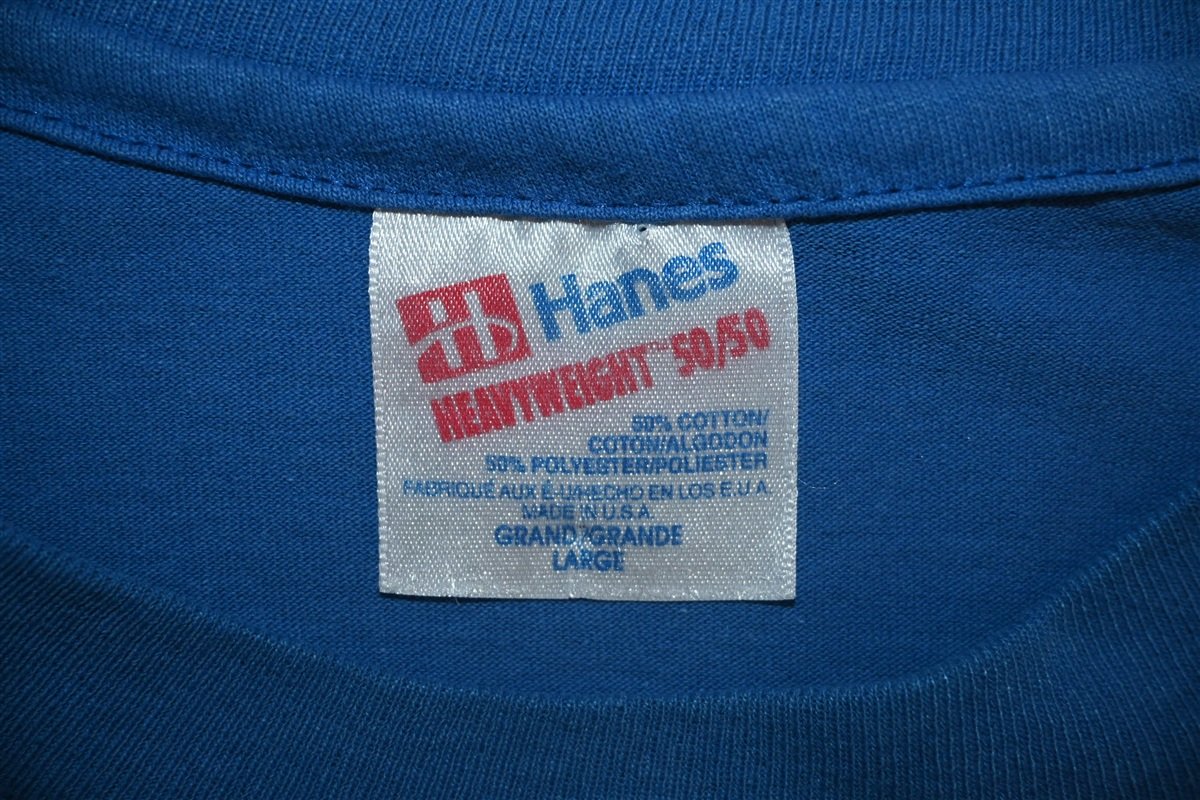 Hanes
HEAVYWEIGHT™ 50/50
50% COTTON/
COTON/ALGODON
50% POLYESTER/POLIESTER
FABRIQUÉ AUX É-U/HECHO EN LOS E.U.A.
MADE IN U.S.A.
GRAND/GRANDE
LARGE